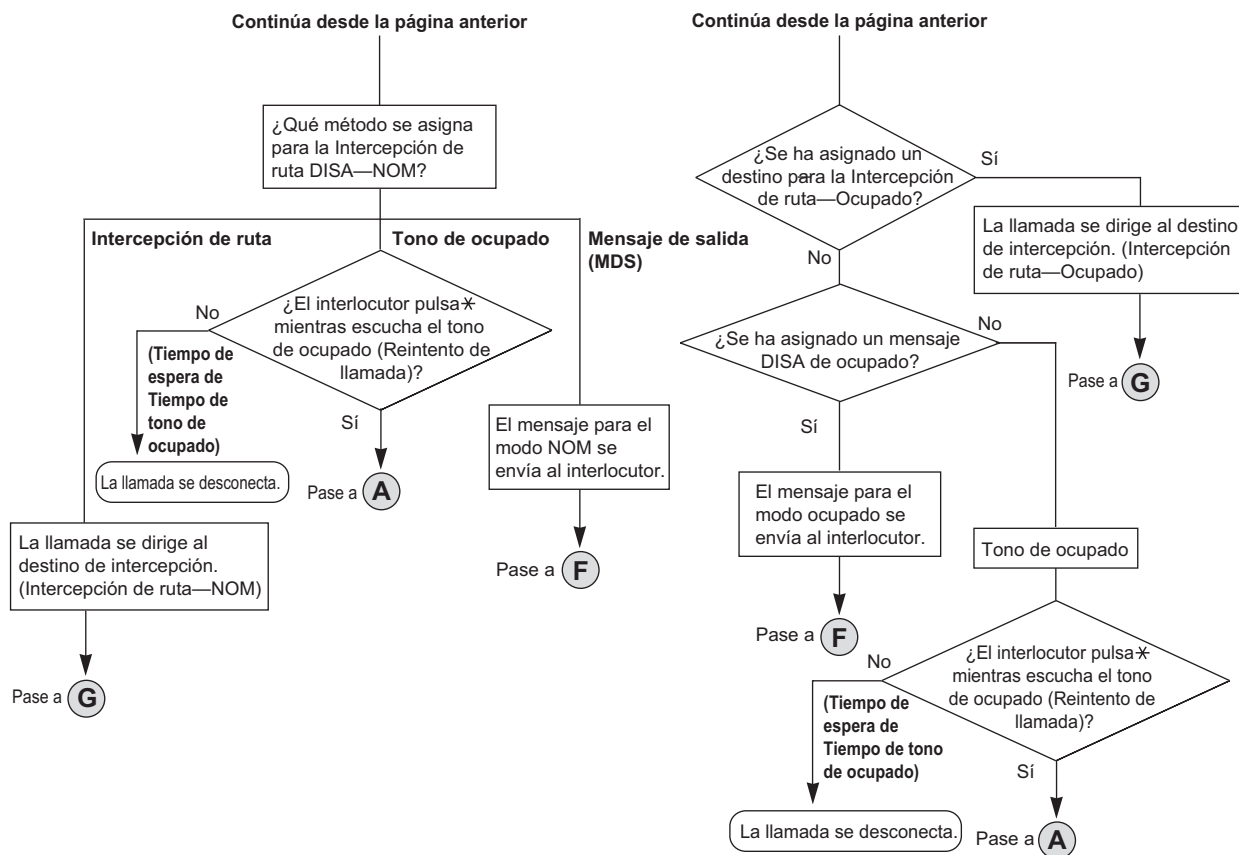 Continúa desde la página anterior
¿Qué método se asigna
para la Intercepción de
ruta DISA—NOM?
Intercepción de ruta
Tono de ocupado
Mensaje de salida
(MDS)
No
¿El interlocutor pulsa*
mientras escucha el tono
de ocupado (Reintento de
llamada)?
(Tiempo de
espera de
Tiempo de
tono de
ocupado)
Sí
La llamada se desconecta.
Pase a A
El mensaje para el
modo NOM se
envía al interlocutor.
Pase a F
La llamada se dirige al
destino de intercepción.
(Intercepción de ruta—NOM)
Pase a G
Continúa desde la página anterior
¿Se ha asignado un
destino para la Intercepción
de ruta—Ocupado?
Sí
La llamada se dirige al destino
de intercepción. (Intercepción
de ruta—Ocupado)
Pase a G
No
¿Se ha asignado un mensaje
DISA de ocupado?
No
Sí
El mensaje para el
modo ocupado se
envía al interlocutor.
Pase a F
Tono de ocupado
No
¿El interlocutor pulsa*
mientras escucha el tono
de ocupado (Reintento de
llamada)?
(Tiempo de
espera de
Tiempo de tono
de ocupado)
Sí
La llamada se desconecta.
Pase a A